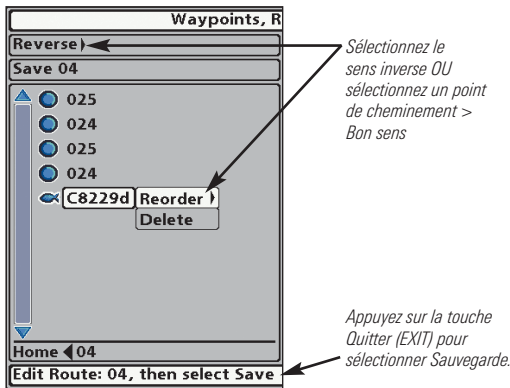 Waypoints, R
Reverse
Save 04
025
024
025
024
C8229d Reorder
Delete
Home 04
Edit Route: 04, then select Save
Sélectionnez le
sens inverse OU
sélectionnez un point
de cheminement >
Bon sens
Appuyez sur la touche
Quitter (EXIT) pour
sélectionner Sauvegarde.